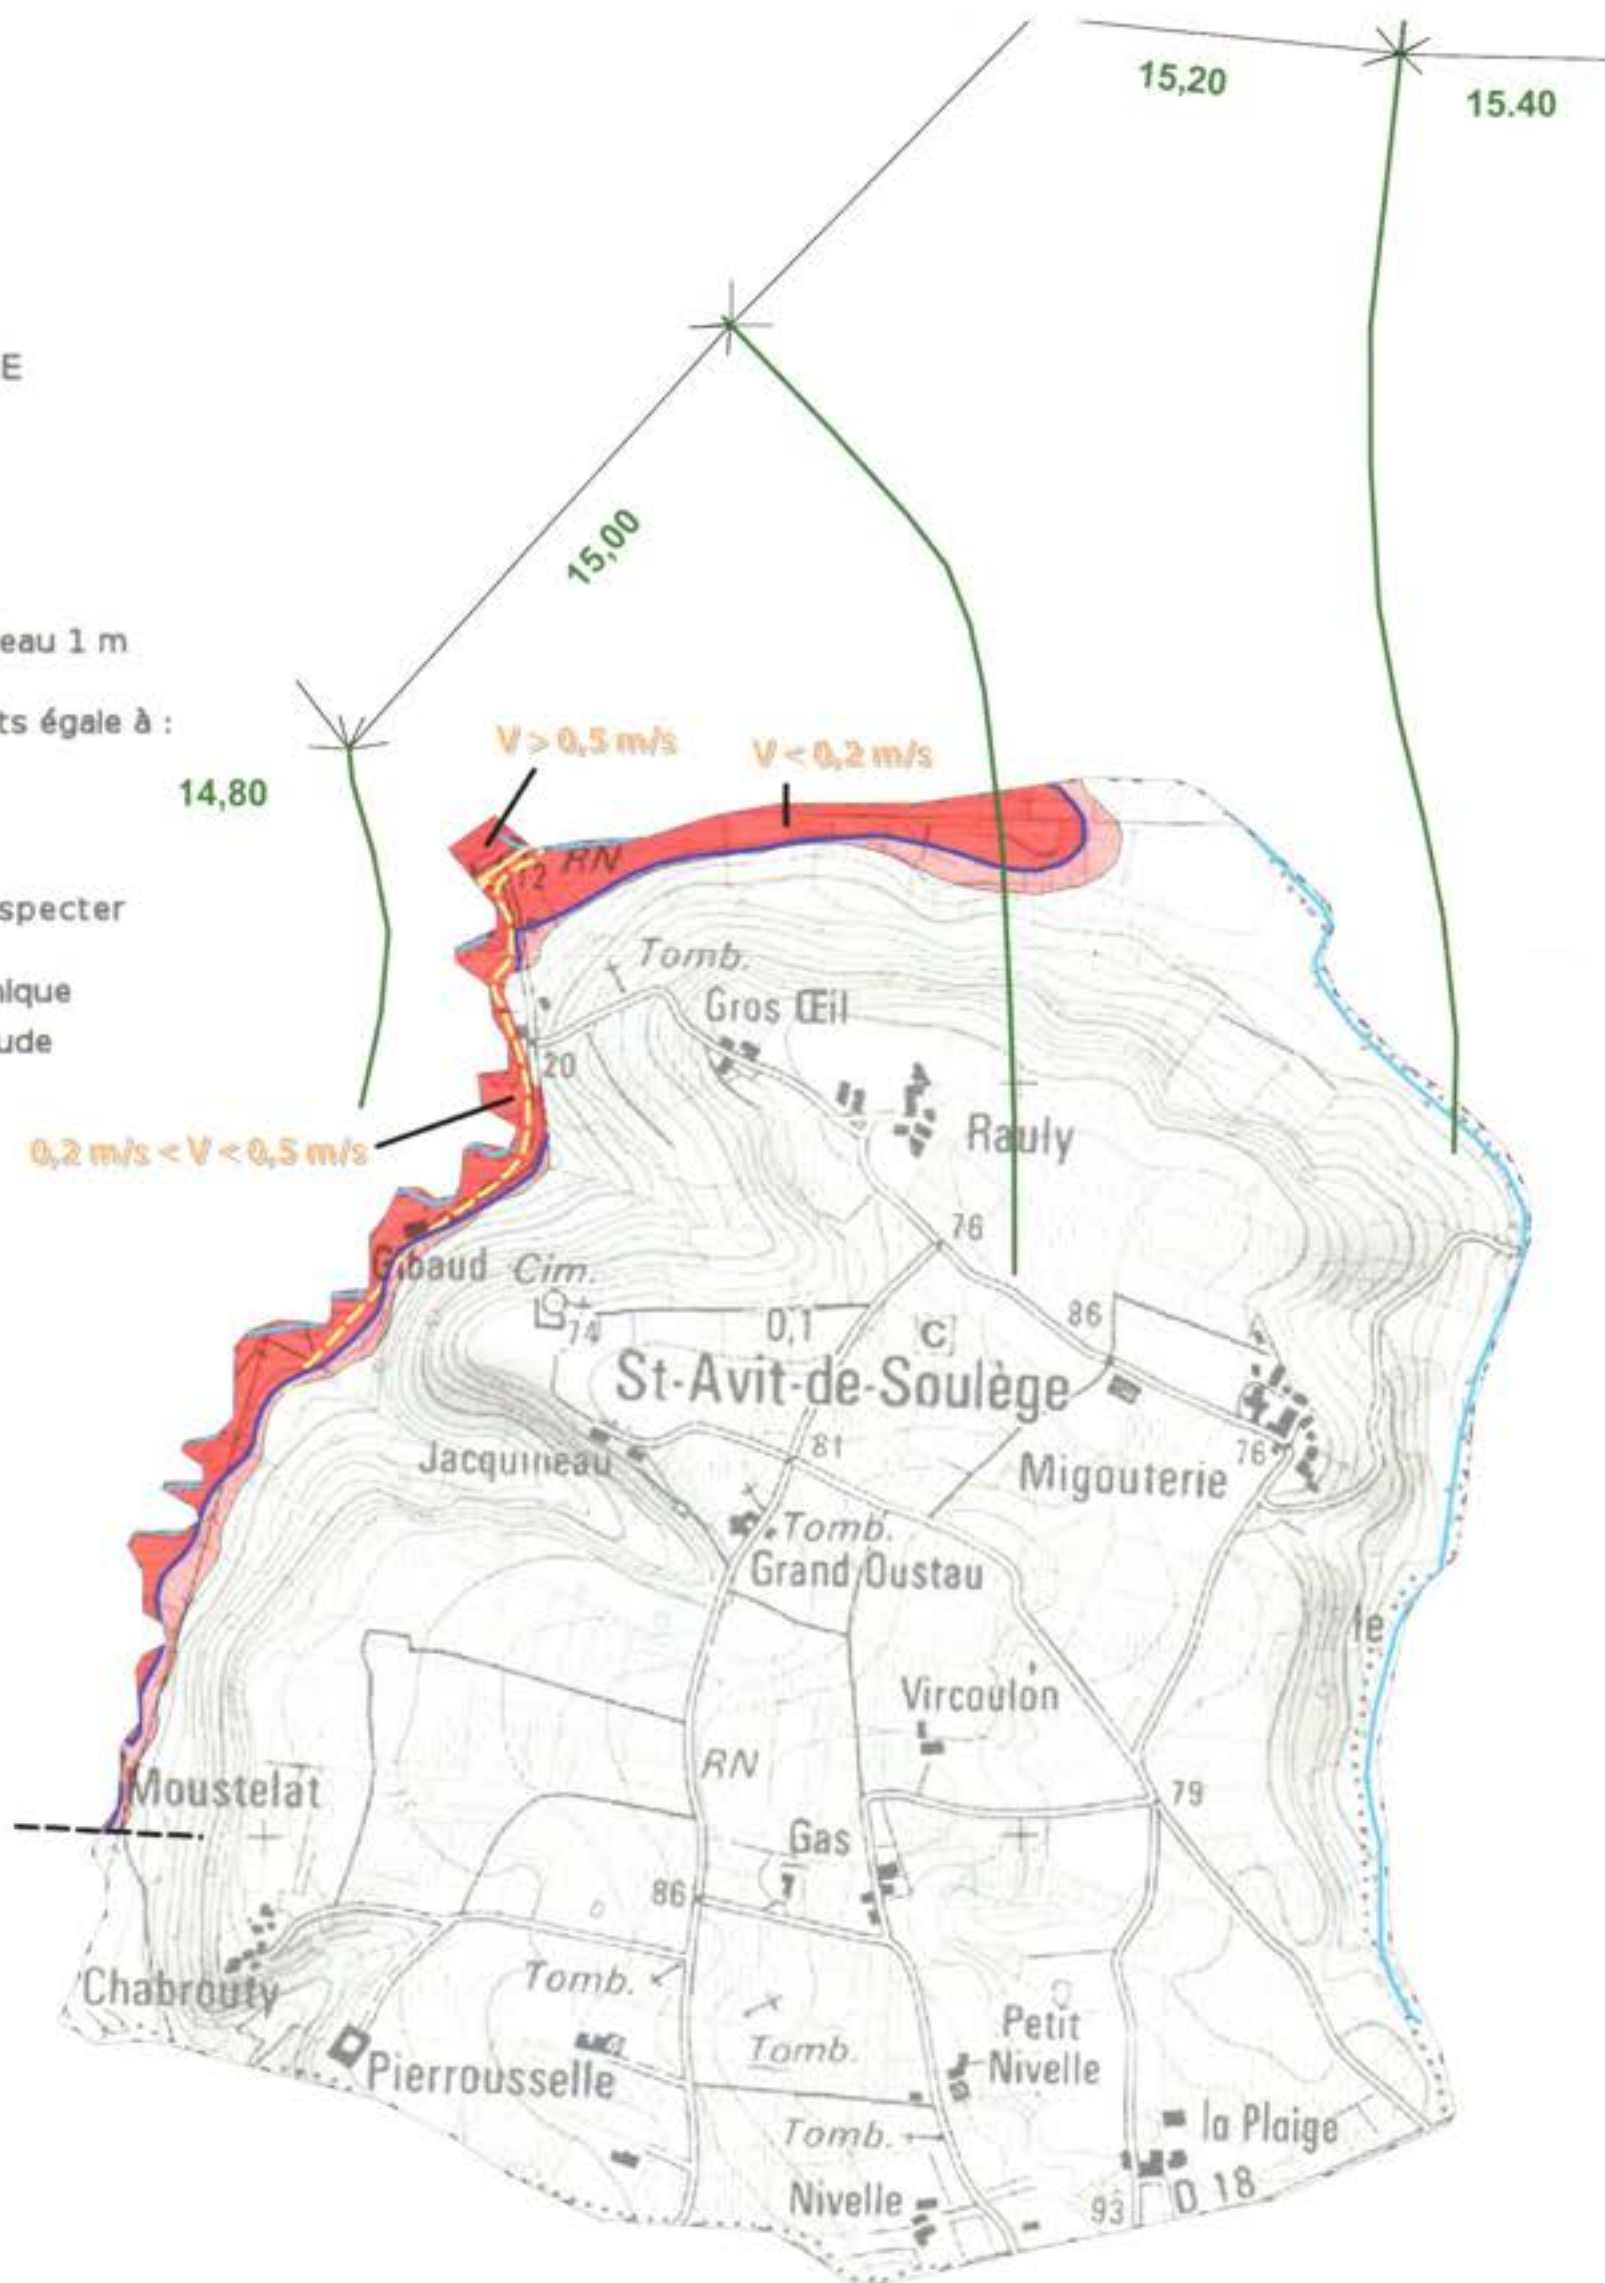 15,20
15.40
E
15,00
eau 1 m
ts égale à :
V > 0,5 m/s
V < 0,2 m/s
14,80
12
RN
specter
Tomb.
nique
Gros Œil
ude
20
Rauly
0,2 m/s < V < 0,5 m/s
76
Gibaud
Cim.
74
0,1
C
86
St-Avit-de-Soulège
81
76
Jacquineau
Migouterie
Tomb.
Grand Oustau
le
Vircoulon
RN
Moustelat
79
Gas
86
Chabrouty
Tomb.
Petit
Nivelle
Tomb.
Pierrousselle
Tomb.
la Plaige
Nivelle
93
D 18